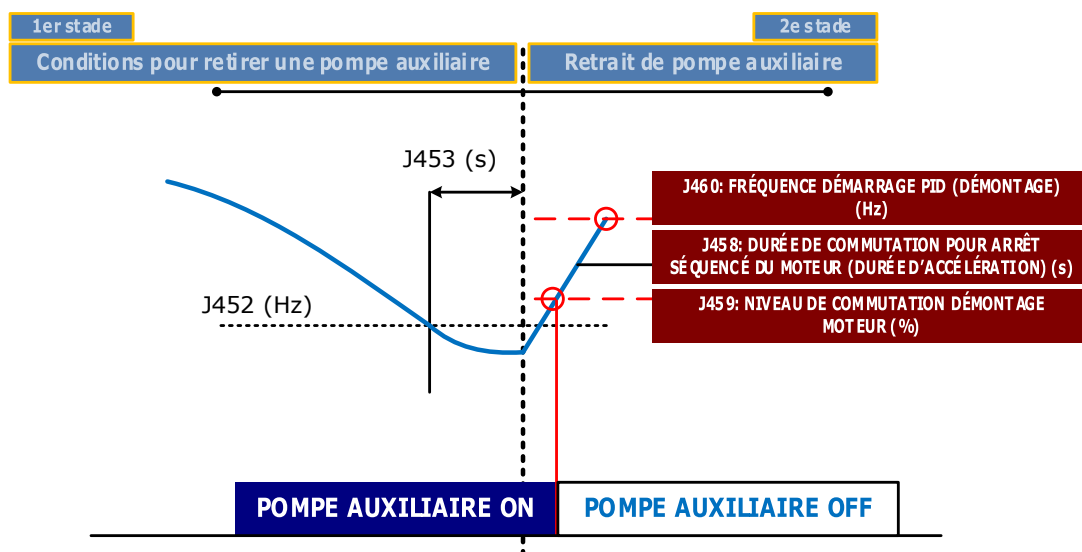 1er stade
2e stade
Conditions pour retirer une pompe auxiliaire
Retrait de pompe auxiliaire
J453 (s)
J460: FRÉQUENCE DÉMARRAGE PID (DÉMONTAGE)
(Hz)
J458: DURÉE DE COMMUTATION POUR ARRÊT
SÉQUENCÉ DU MOTEUR (DURÉE D'ACCÉLÉRATION) (s)
J452 (Hz)
J459: NIVEAU DE COMMUTATION DÉMONTAGE
MOTEUR (%)
POMPE AUXILIAIRE ON
POMPE AUXILIAIRE OFF